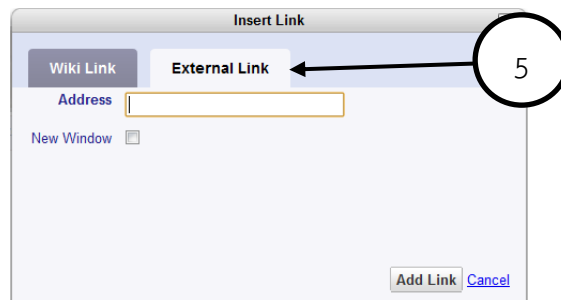 Insert Link
Wiki Link External Link
5
Address
New Window
Add Link Cancel